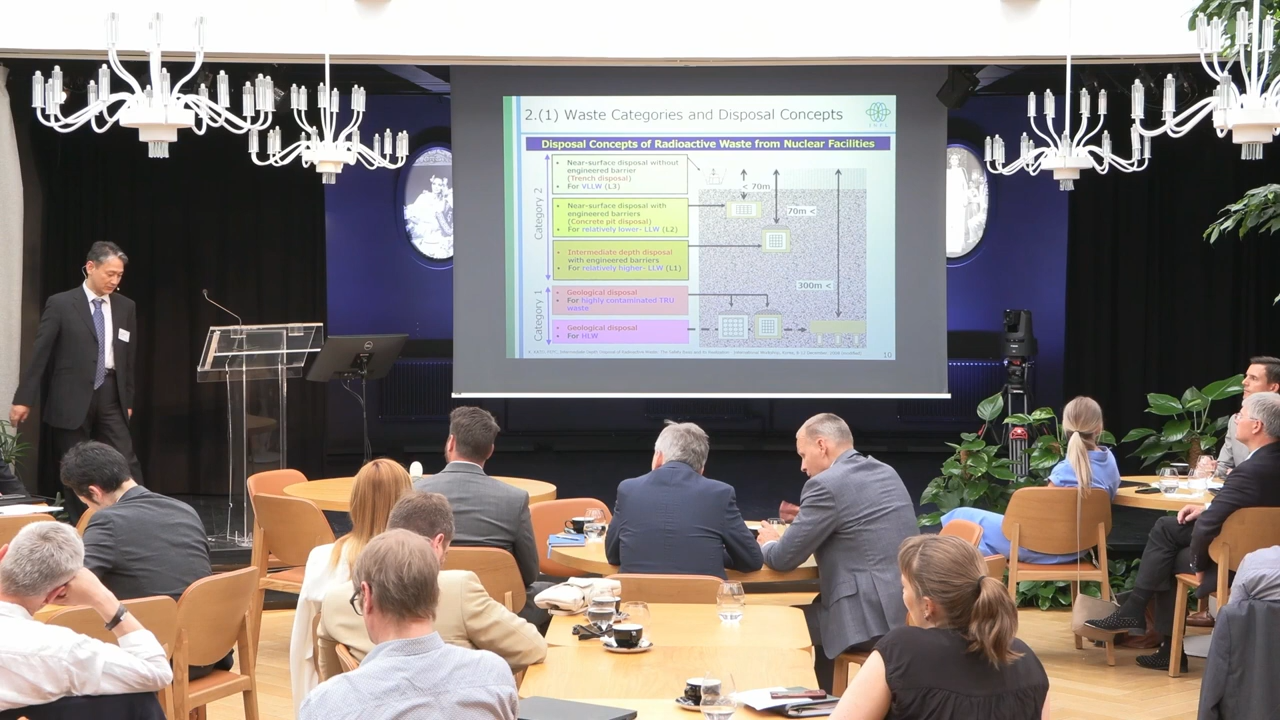 2.(1) Waste Categories and Disposal Concepts
Disposal Concepts of Radioactive Waste from Nuclear Facilities
Category 2
• Near-surface disposal without
engineered barrier
(Trench disposal)
• For VLLW (L3)
• Near-surface disposal with
engineered barriers
(Concrete pit disposal)
• For relatively lower- LLW (L2)
• Intermediate depth disposal
with engineered barriers
• For relatively higher- LLW (L1)
Category 1
• Geological disposal
• For highly contaminated TRU
waste
• Geological disposal
• For HLW
< 70m
70m <
300m <
10
DELL